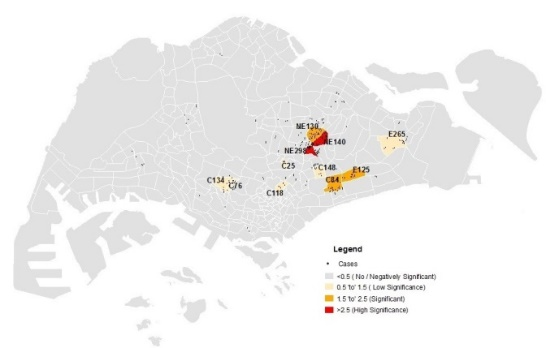 NE130
NE140
E265
NE298
C25
C148
E125
C134
C76
C118
C84
Legend
Cases
<0.5 ( No / Negatively Significant)
0.5 to' 1.5 ( Low Significance)
1.5 to' 2.5 (Significant)
>2.5 (High Significance)